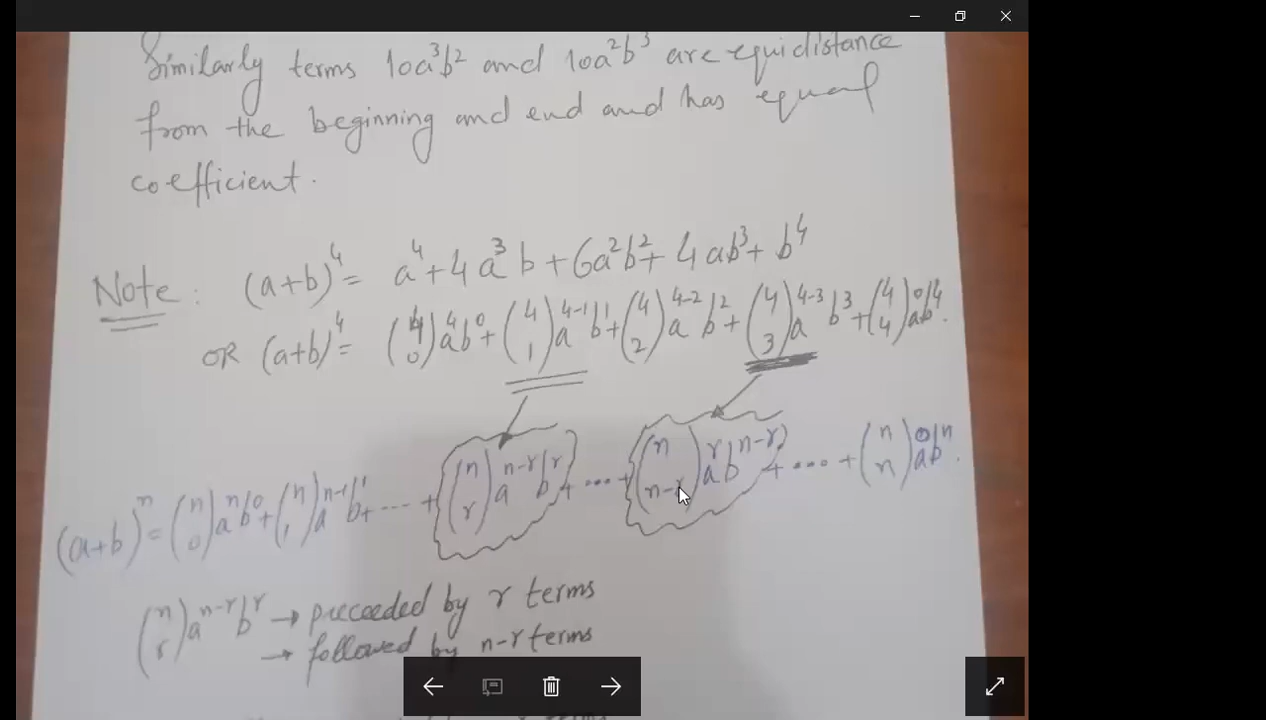 Similarly terms 10a³b² and 10a²b³ are equidistance
from the beginning and end and has equal
coefficient.
Note: (a+b)⁴ = a⁴ + 4a³b + 6a²b² + 4ab³ + b⁴
OR (a+b)⁴ = (4 0)a⁴b⁰ + (4 1)a⁴⁻¹b¹ + (4 2)a⁴⁻²b² + (4 3)a⁴⁻³b³ + (4 4)a⁰b⁴.
(a+b)ⁿ = (n 0)aⁿb⁰ + (n 1)aⁿ⁻¹b¹ + ... + (n r)aⁿ⁻ʳbʳ + ... + (n n-r)aʳbⁿ⁻ʳ + ... + (n n)a⁰bⁿ.
(n r)aⁿ⁻ʳbʳ → preceeded by r terms
→ followed by n-r terms